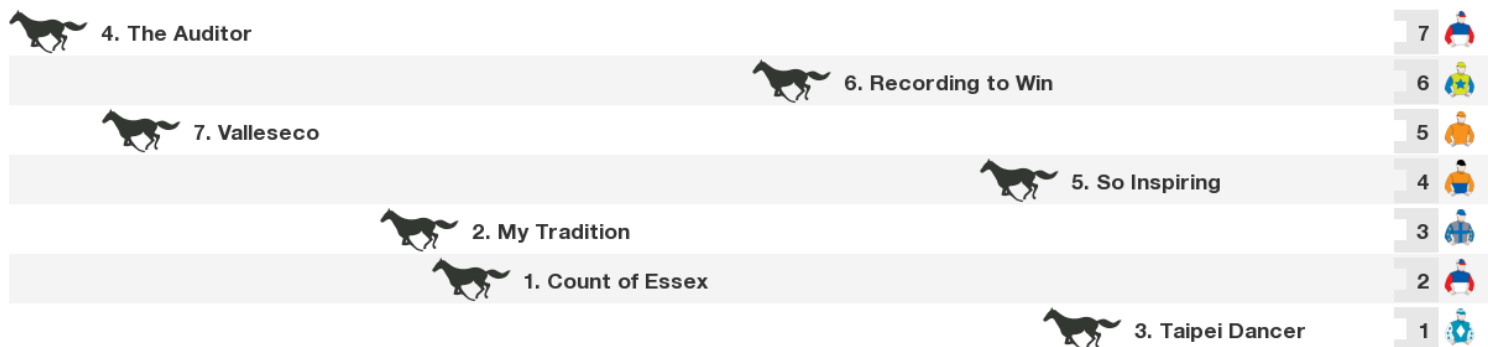 4. The Auditor 7
6. Recording to Win 6
7. Valleseco 5
5. So Inspiring 4
2. My Tradition 3
1. Count of Essex 2
3. Taipei Dancer 1